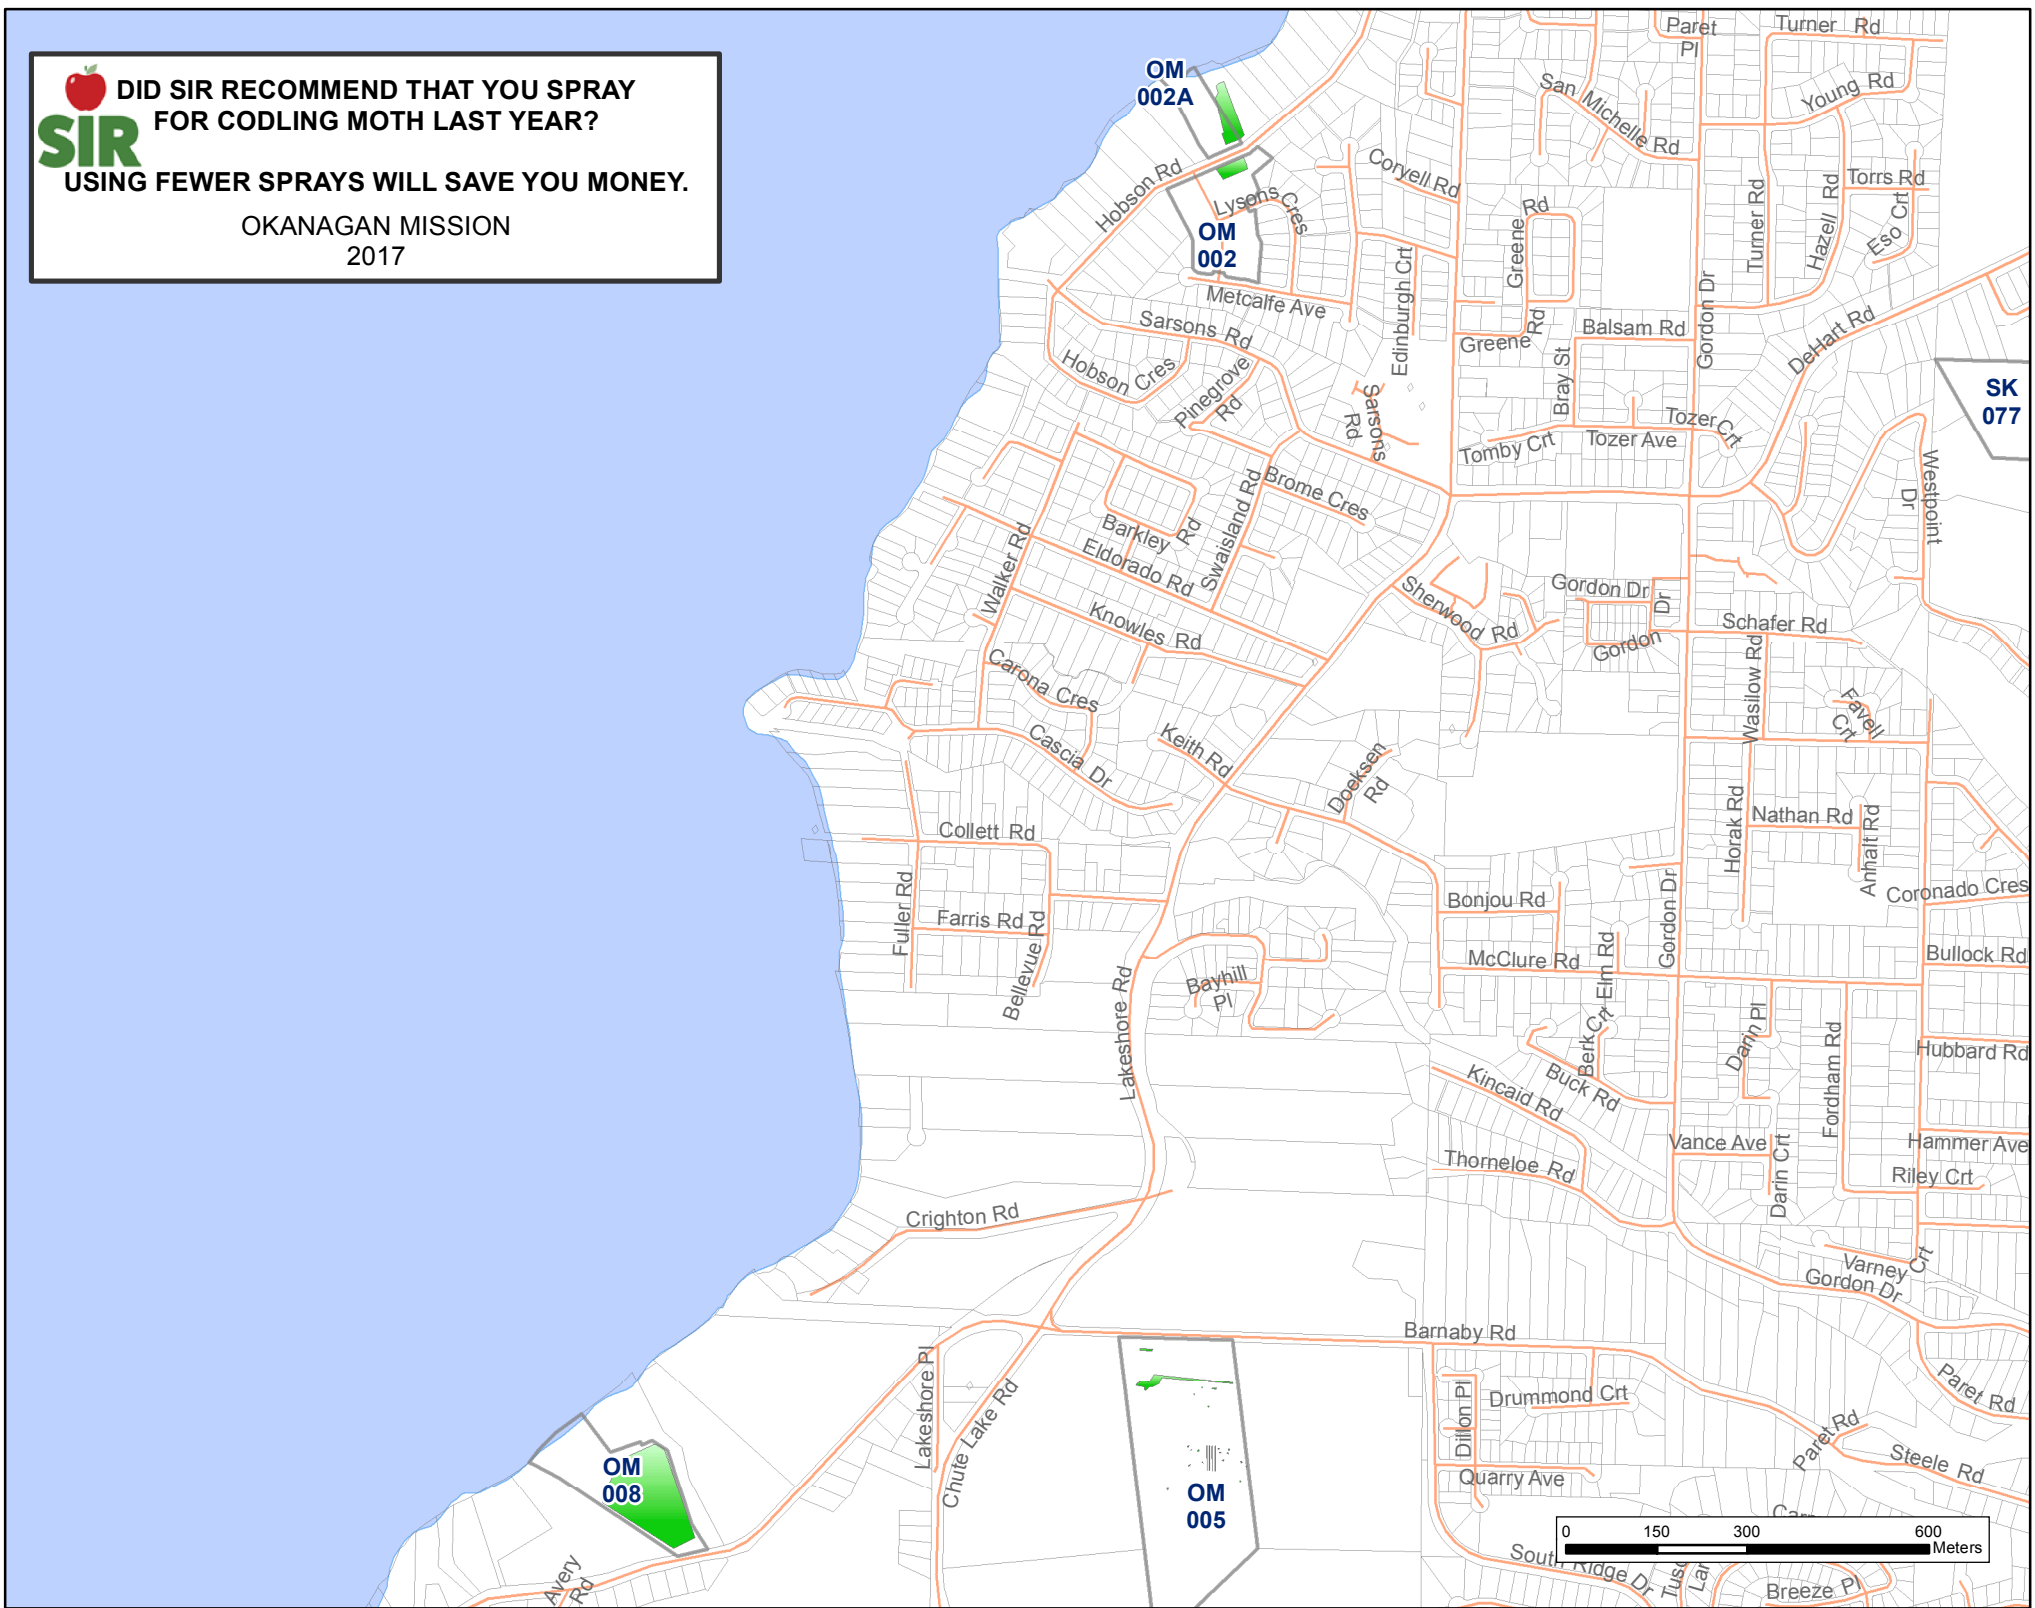 DID SIR RECOMMEND THAT YOU SPRAY
FOR CODLING MOTH LAST YEAR?
SIR
USING FEWER SPRAYS WILL SAVE YOU MONEY.
OKANAGAN MISSION
2017
OM
002A
OM
002
SK
077
OM
008
OM
005
Paret
Pl
Turner Rd
San Michelle Rd
Young Rd
Hobson Rd
Coryell Rd
Lysons Cres
Greene Rd
Turner Rd
Hazell Rd
Torrs Rd
Eso Crt
Metcalfe Ave
Edinburgh Crt
Gordon Dr
DeHart Rd
Sarsons Rd
Greene Rd
Balsam Rd
Hobson Cres
Pinegrove
Rd
Bray St
Sarsons
Rd
Tozer Crt
Tomby Crt
Tozer Ave
Westpoint
Dr
Brome Cres
Swaisland Rd
Barkley Rd
Eldorado Rd
Walker Rd
Knowles Rd
Sherwood Rd
Gordon Dr
Gordon Dr
Schafer Rd
Wasilow Rd
Carona Cres
Favell
Crt
Cascia Dr
Keith Rd
Doeksen
Rd
Horak Rd
Nathan Rd
Anhalt Rd
Collett Rd
Fuller Rd
Farris Rd
Bellevue Rd
Bonjou Rd
Gordon Dr
Coronado Cres
McClure Rd
Elm Rd
Bullock Rd
Lakeshore Rd
Bayhill
Pl
Berk Crt
Darin Pl
Fordham Rd
Hubbard Rd
Kincaid Rd
Buck Rd
Vance Ave
Darin Crt
Hammer Ave
Thorneloe Rd
Riley Crt
Crighton Rd
Varney Crt
Gordon Dr
Barnaby Rd
Lakeshore Pl
Chute Lake Rd
Dillon Pl
Drummond Crt
Paret Rd
Paret Rd
Steele Rd
Quarry Ave
South Ridge Dr
Avery
Rd
Breeze Pl
0 150 300 600
Meters